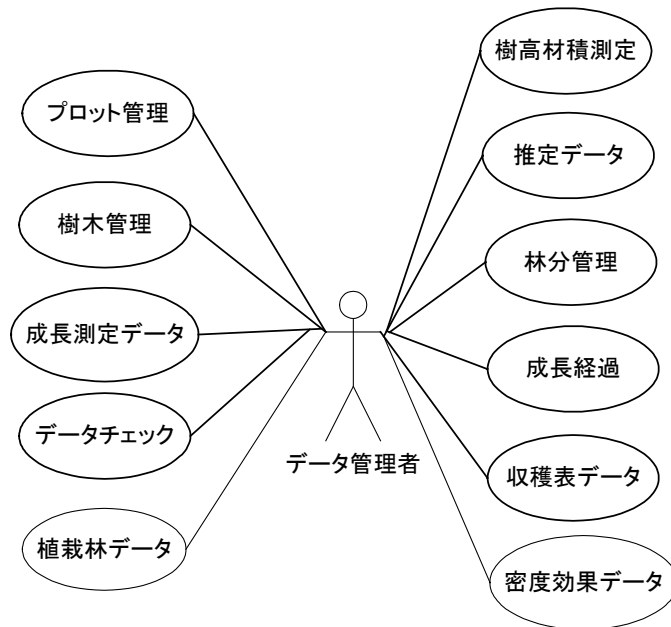 プロット管理
樹木管理
成長測定データ
データチェック
植栽林データ
データ管理者
樹高材積測定
推定データ
林分管理
成長経過
収穫表データ
密度効果データ